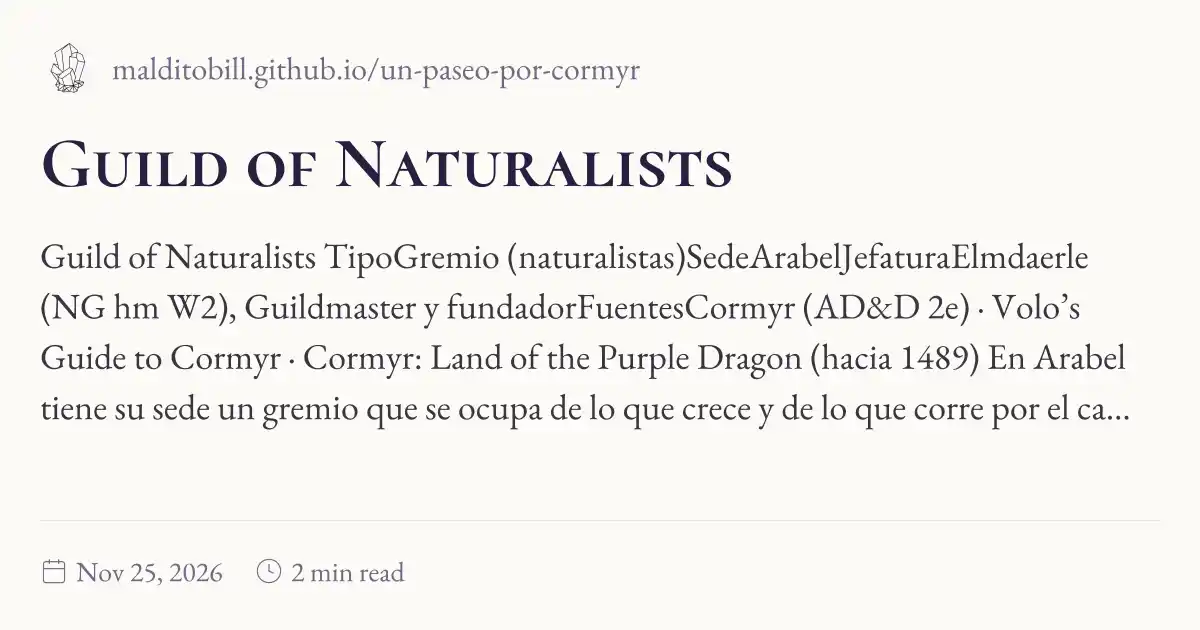 malditobill.github.io/un-paseo-por-cormyr
Guild of Naturalists
Guild of Naturalists TipoGremio (naturalistas)SedeArabelJefaturaElmdaerle
(NG hm W2), Guildmaster y fundadorFuentesCormyr (AD&D 2e) · Volo’s
Guide to Cormyr · Cormyr: Land of the Purple Dragon (hacia 1489) En Arabel
tiene su sede un gremio que se ocupa de lo que crece y de lo que corre por el ca...
Nov 25, 2026
2 min read